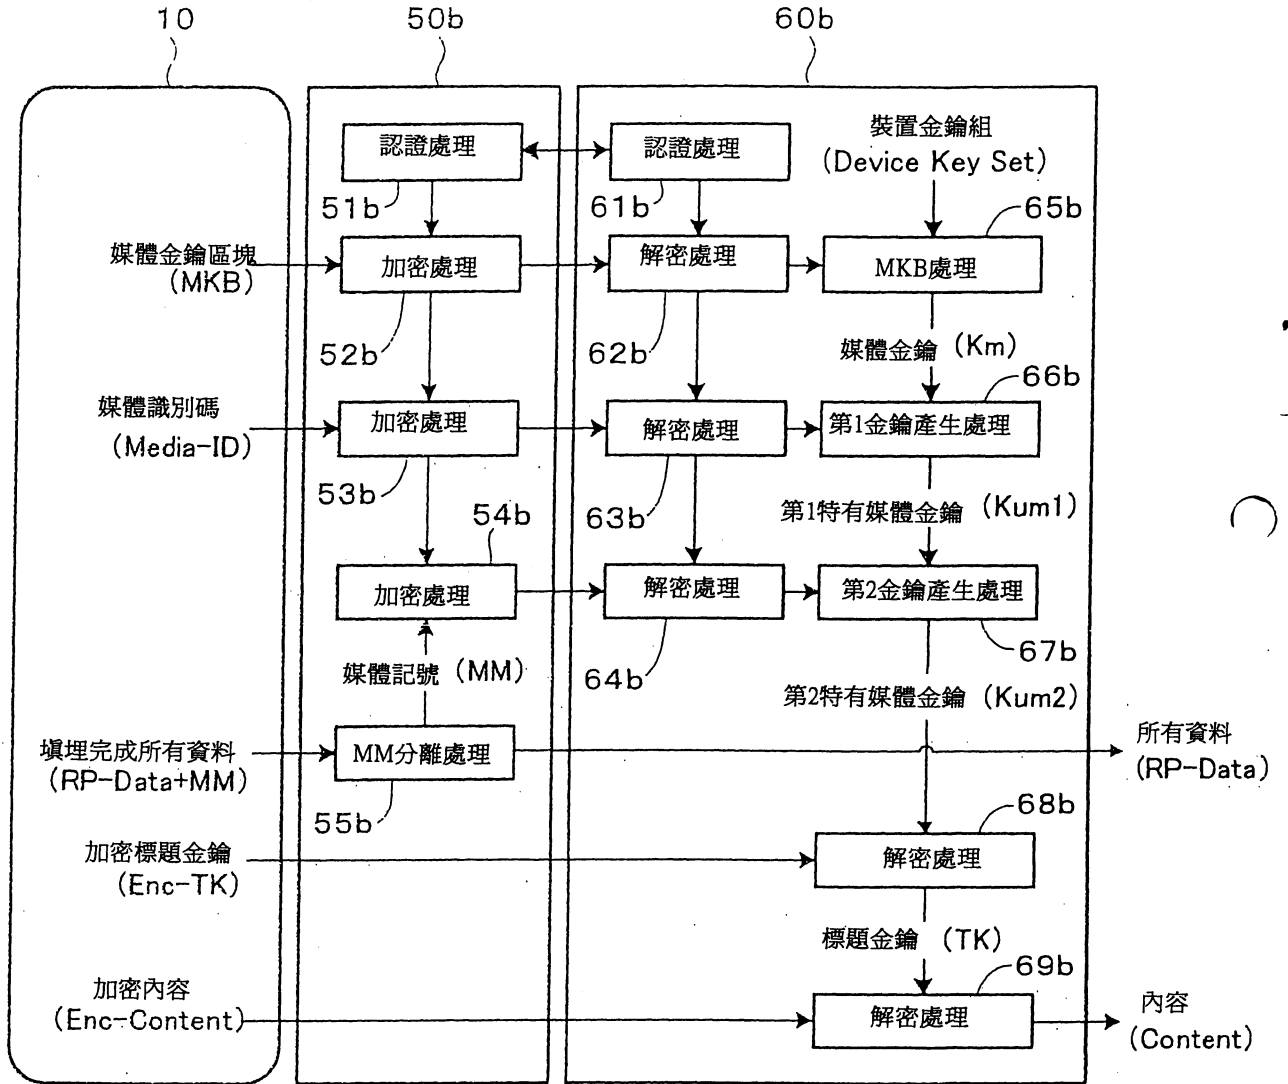 10
50b
60b
認證處理
認證處理
裝置金鑰組
(Device Key Set)
51b
61b
65b
媒體金鑰區塊
(MKB)
加密處理
解密處理
MKB處理
52b
62b
媒體金鑰 (Km)
66b
媒體識別碼
(Media-ID)
加密處理
解密處理
第1金鑰產生處理
53b
54b
63b
第1特有媒體金鑰 (Kum1)
加密處理
解密處理
第2金鑰產生處理
67b
媒體記號 (MM)
64b
第2特有媒體金鑰 (Kum2)
填埋完成所有資料
(RP-Data+MM)
MM分離處理
所有資料
(RP-Data)
55b
68b
加密標題金鑰
(Enc-TK)
解密處理
標題金鑰 (TK)
69b
加密內容
(Enc-Content)
解密處理
內容
(Content)